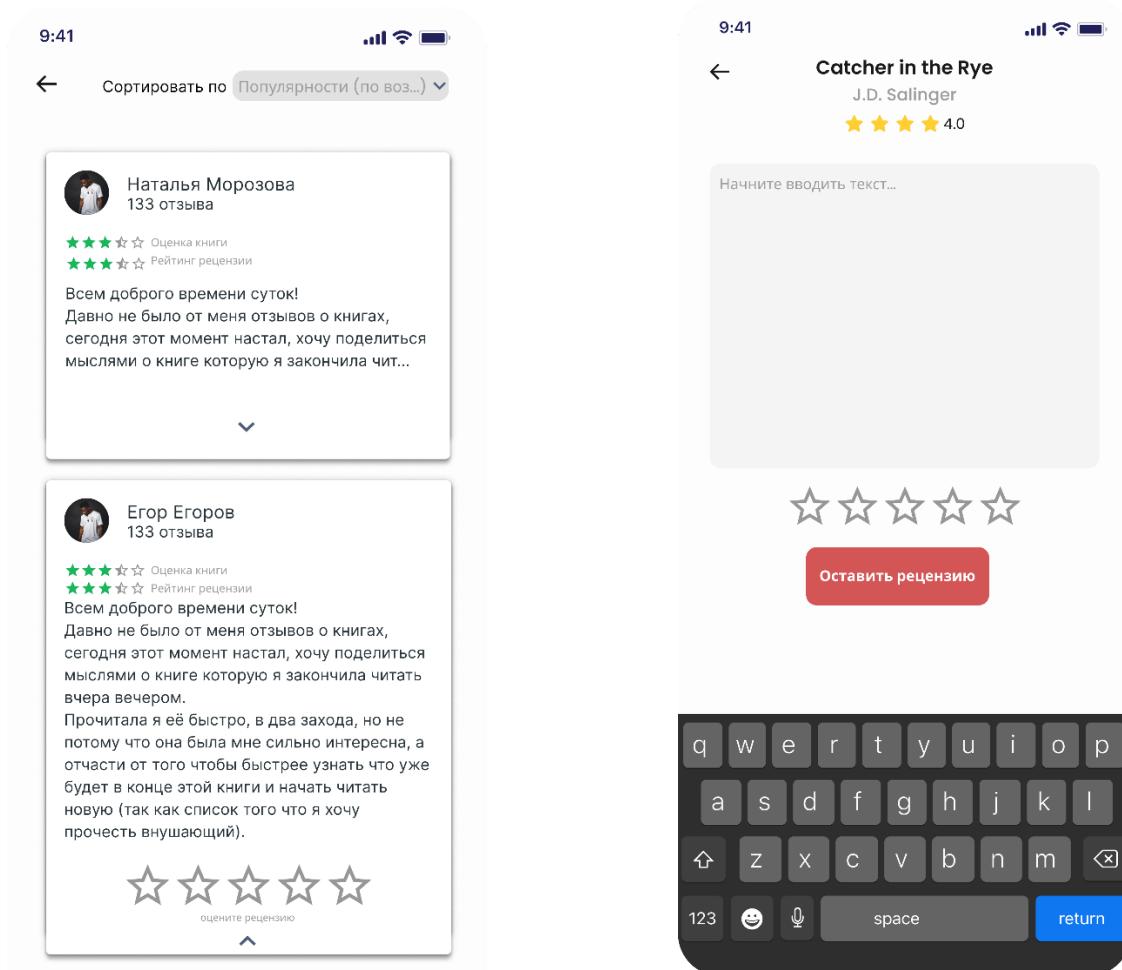 9:41
Сортировать по Популярности (по воз...)
Наталья Морозова
133 отзыва
Оценка книги
Рейтинг рецензии
Всем доброго времени суток!
Давно не было от меня отзывов о книгах,
сегодня этот момент настал, хочу поделиться
мыслями о книге которую я закончила чит...
Егор Егоров
133 отзыва
Оценка книги
Рейтинг рецензии
Всем доброго времени суток!
Давно не было от меня отзывов о книгах,
сегодня этот момент настал, хочу поделиться
мыслями о книге которую я закончила читать
вчера вечером.
Прочитала я её быстро, в два захода, но не
потому что она была мне сильно интересна, а
отчасти от того чтобы быстрее узнать что уже
будет в конце этой книги и начать читать
новую (так как список того что я хочу
прочесть внушающий).
оцените рецензию
9:41
Catcher in the Rye
J.D. Salinger
4.0
Начните вводить текст...
Оставить рецензию
q w e r t y u i o p
a s d f g h j k l
z x c v b n m
123 space return